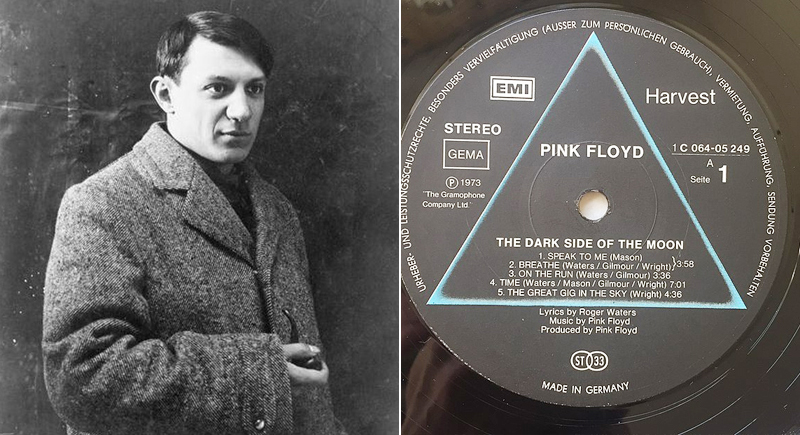 URHEBER- UND LEISTUNGSSCHUTZRECHTE, BESONDERS VERVIELFÄLTIGUNG (AUSSER ZUM PERSÖNLICHEN GEBRAUCH), VERMIETUNG, AUFFÜHRUNG, SENDUNG VORBEHALTEN
EMI
Harvest
STEREO
GEMA
PINK FLOYD
1 C 064-05 249
A
Seite 1
Ⓟ 1973
"The Gramophone
Company Ltd."
THE DARK SIDE OF THE MOON
1. SPEAK TO ME (Mason)
2. BREATHE (Waters / Gilmour / Wright) }3:58
3. ON THE RUN (Waters / Gilmour) 3:36
4. TIME (Waters / Mason / Gilmour / Wright) 7:01
5. THE GREAT GIG IN THE SKY (Wright) 4:36
Lyrics by Roger Waters
Music by Pink Floyd
Produced by Pink Floyd
ST 33
MADE IN GERMANY